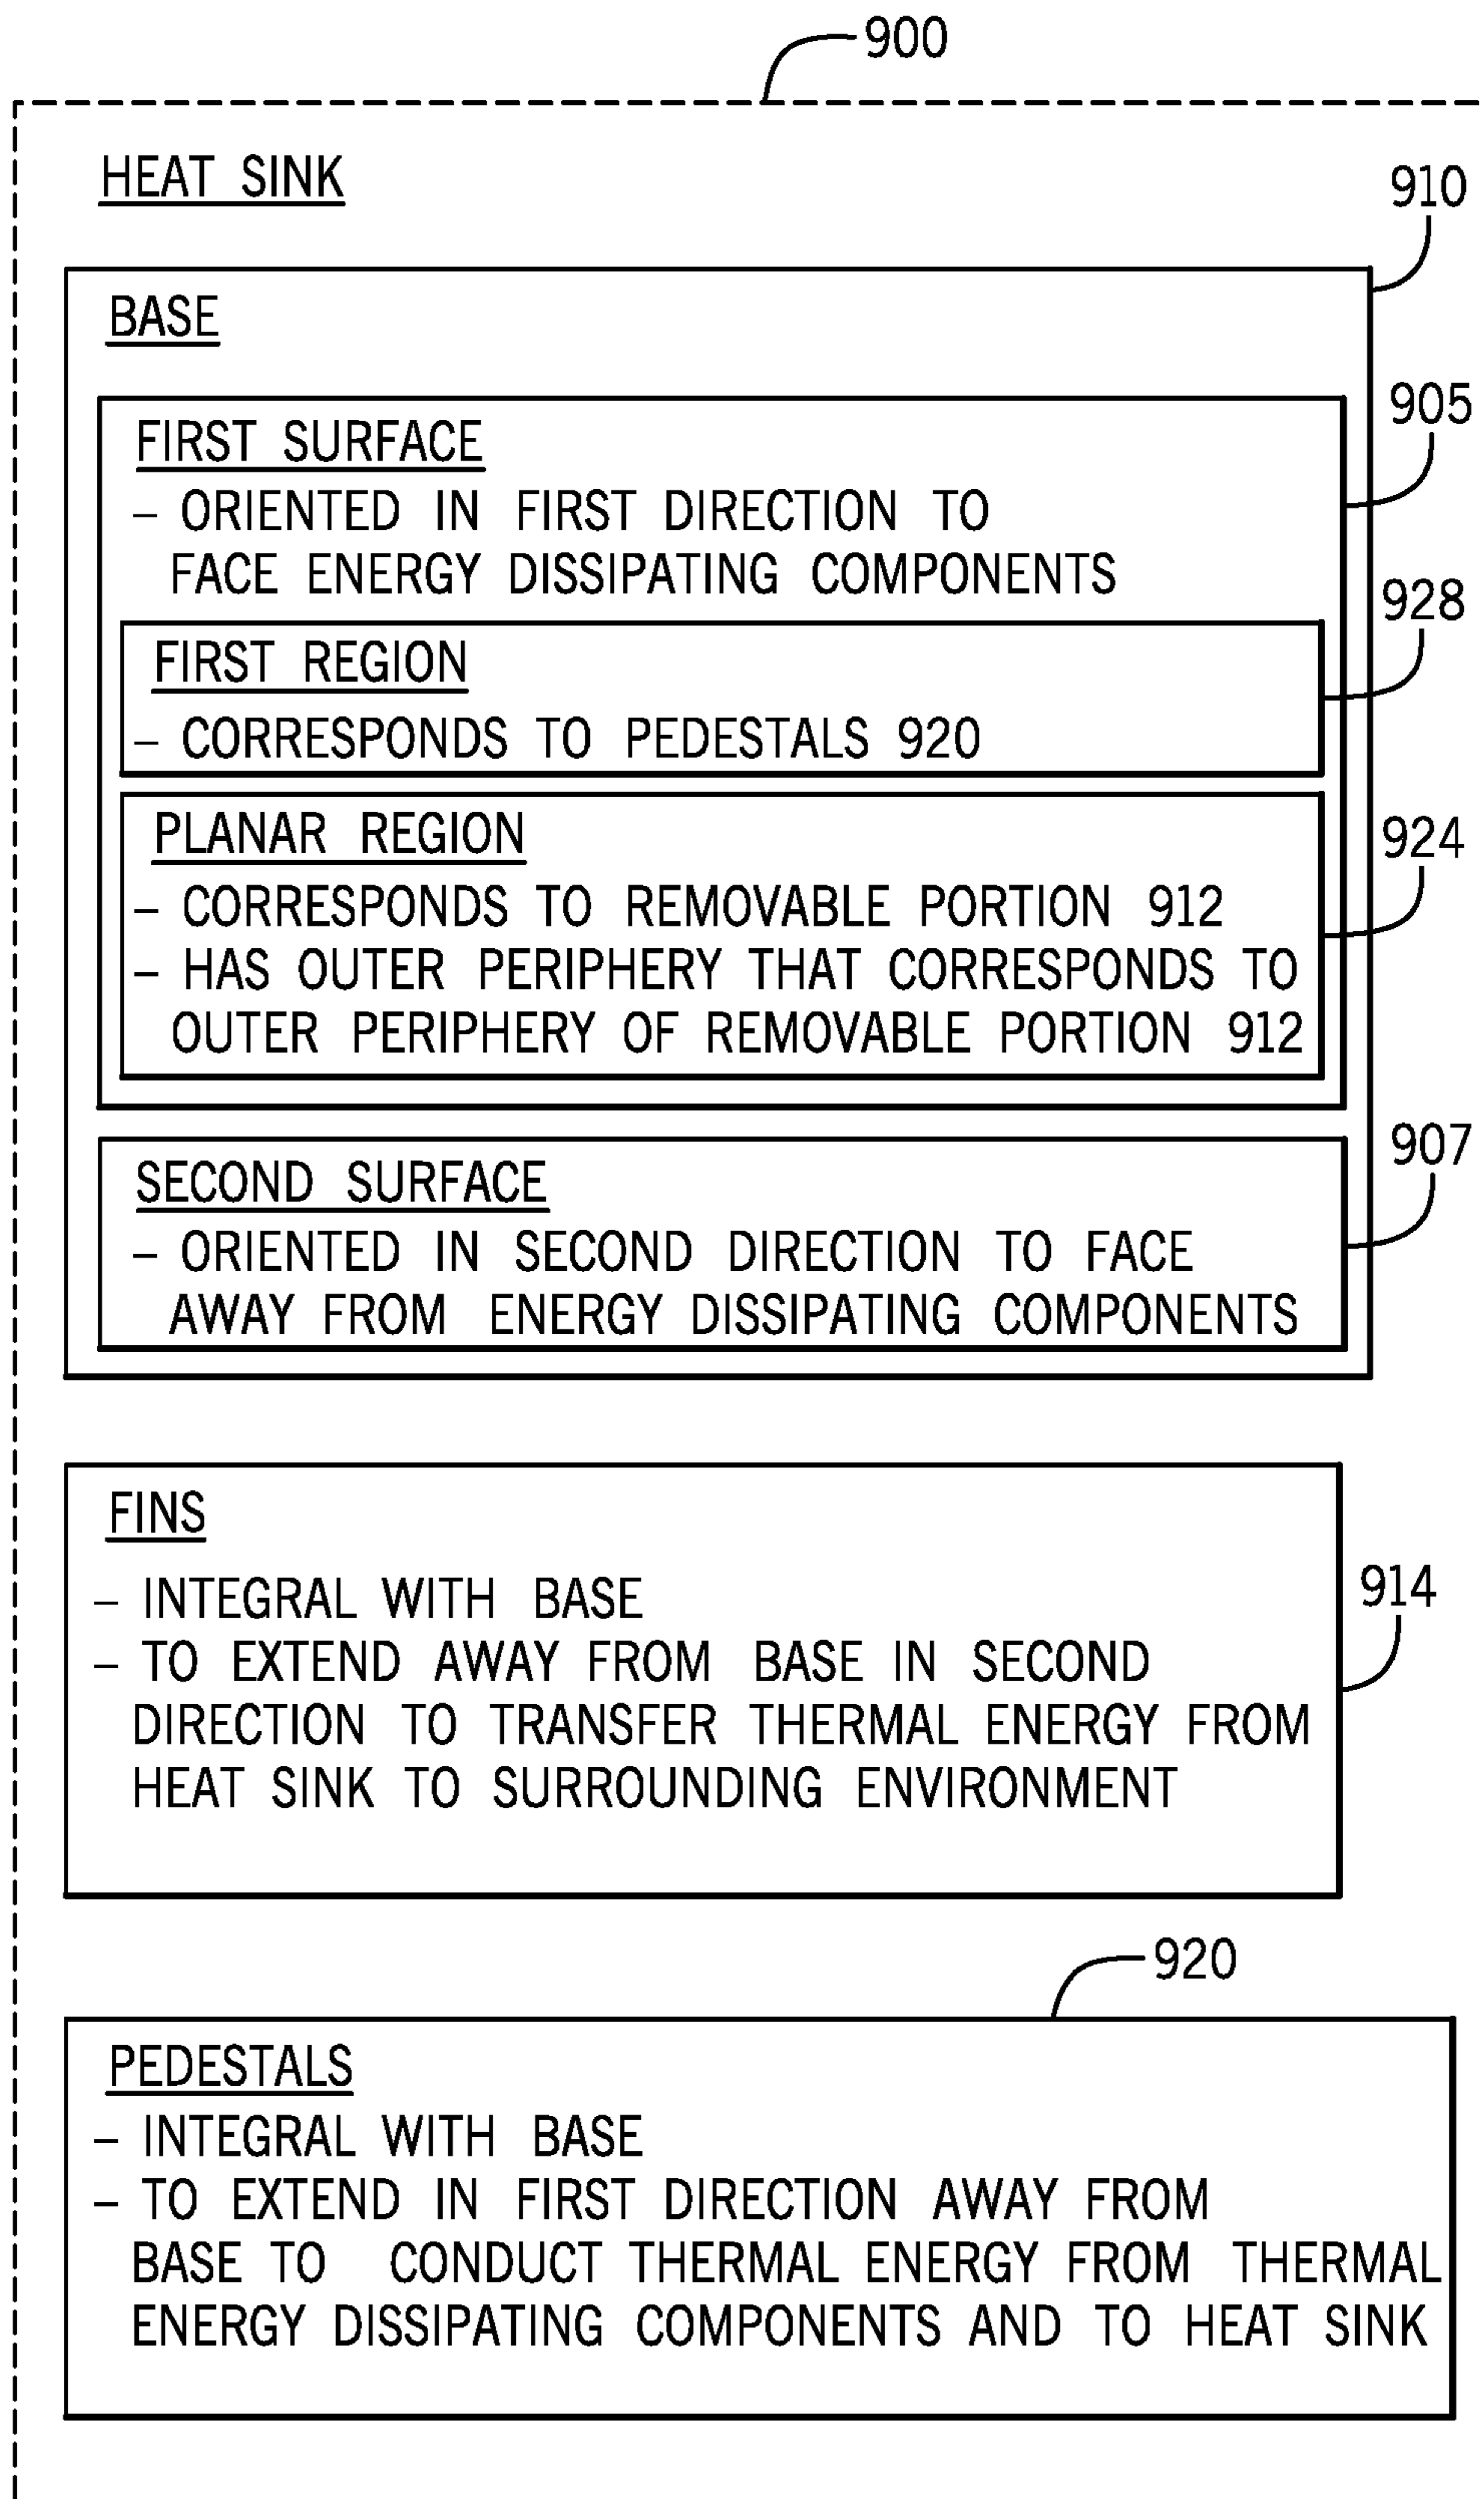 900
HEAT SINK
910
BASE
905
FIRST SURFACE
– ORIENTED IN FIRST DIRECTION TO
FACE ENERGY DISSIPATING COMPONENTS
928
FIRST REGION
– CORRESPONDS TO PEDESTALS 920
924
PLANAR REGION
– CORRESPONDS TO REMOVABLE PORTION 912
– HAS OUTER PERIPHERY THAT CORRESPONDS TO
OUTER PERIPHERY OF REMOVABLE PORTION 912
907
SECOND SURFACE
– ORIENTED IN SECOND DIRECTION TO FACE
AWAY FROM ENERGY DISSIPATING COMPONENTS
FINS
– INTEGRAL WITH BASE
914
– TO EXTEND AWAY FROM BASE IN SECOND
DIRECTION TO TRANSFER THERMAL ENERGY FROM
HEAT SINK TO SURROUNDING ENVIRONMENT
920
PEDESTALS
– INTEGRAL WITH BASE
– TO EXTEND IN FIRST DIRECTION AWAY FROM
BASE TO CONDUCT THERMAL ENERGY FROM THERMAL
ENERGY DISSIPATING COMPONENTS AND TO HEAT SINK